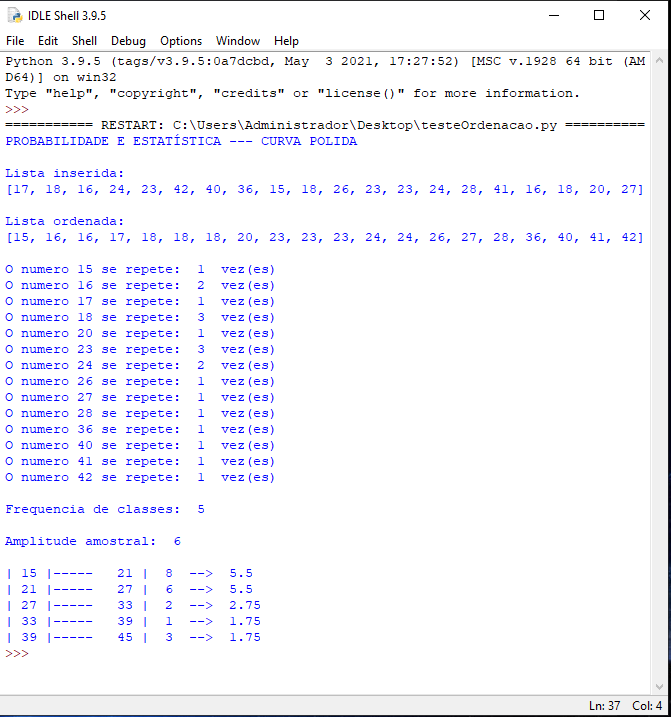 IDLE Shell 3.9.5
File Edit Shell Debug Options Window Help
Python 3.9.5 (tags/v3.9.5:0a7dcbd, May  3 2021, 17:27:52) [MSC v.1928 64 bit (AM
D64)] on win32
Type "help", "copyright", "credits" or "license()" for more information.
>>>
=========== RESTART: C:\Users\Administrador\Desktop\testeOrdenacao.py ==========
PROBABILIDADE E ESTATÍSTICA --- CURVA POLIDA
Lista inserida:
[17, 18, 16, 24, 23, 42, 40, 36, 15, 18, 26, 23, 23, 24, 28, 41, 16, 18, 20, 27]
Lista ordenada:
[15, 16, 16, 17, 18, 18, 18, 20, 23, 23, 23, 24, 24, 26, 27, 28, 36, 40, 41, 42]
O numero 15 se repete:  1  vez(es)
O numero 16 se repete:  2  vez(es)
O numero 17 se repete:  1  vez(es)
O numero 18 se repete:  3  vez(es)
O numero 20 se repete:  1  vez(es)
O numero 23 se repete:  3  vez(es)
O numero 24 se repete:  2  vez(es)
O numero 26 se repete:  1  vez(es)
O numero 27 se repete:  1  vez(es)
O numero 28 se repete:  1  vez(es)
O numero 36 se repete:  1  vez(es)
O numero 40 se repete:  1  vez(es)
O numero 41 se repete:  1  vez(es)
O numero 42 se repete:  1  vez(es)
Frequencia de classes:  5
Amplitude amostral:  6
| 15 |-----   21 |  8  -->  5.5
| 21 |-----   27 |  6  -->  5.5
| 27 |-----   33 |  2  -->  2.75
| 33 |-----   39 |  1  -->  1.75
| 39 |-----   45 |  3  -->  1.75
>>>
Ln: 37 Col: 4